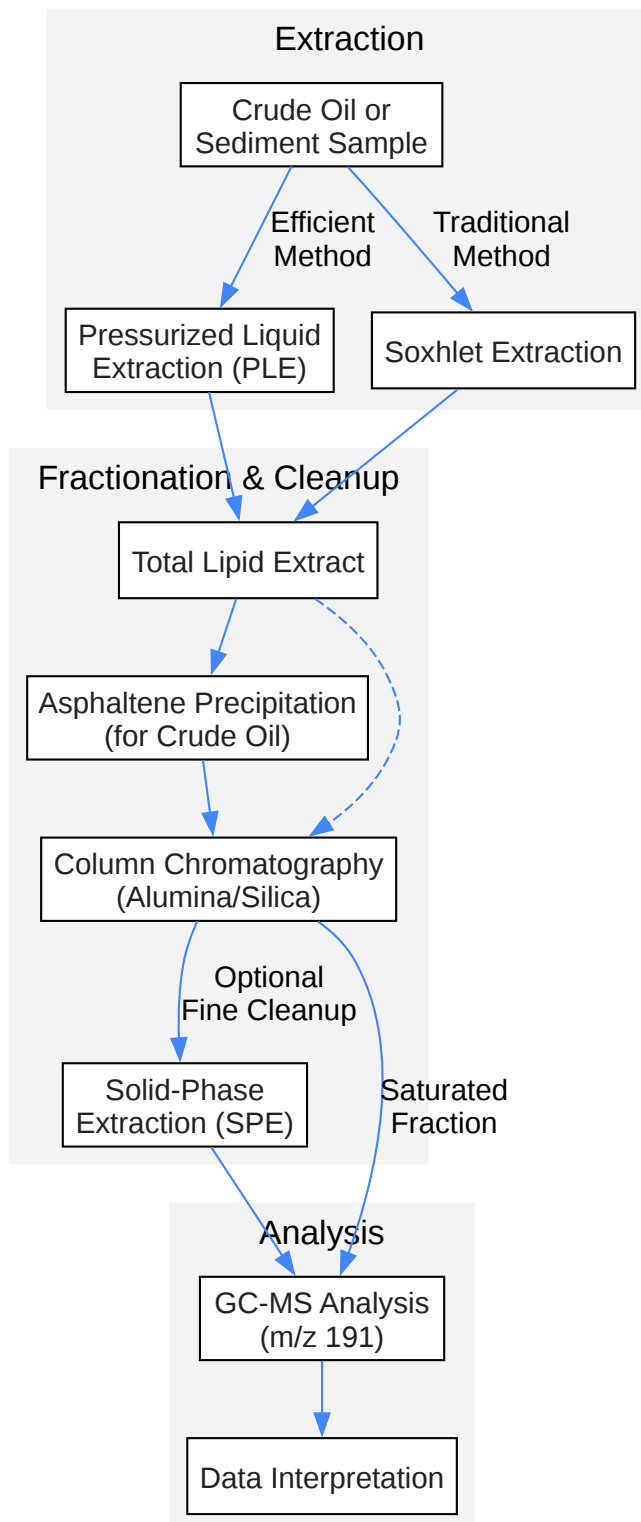 Extraction
Crude Oil or
Sediment Sample
Efficient
Method
Traditional
Method
Pressurized Liquid
Extraction (PLE)
Soxhlet Extraction
Fractionation & Cleanup
Total Lipid Extract
Asphaltene Precipitation
(for Crude Oil)
Column Chromatography
(Alumina/Silica)
Optional
Fine Cleanup
Solid-Phase
Extraction (SPE)
Saturated
Fraction
Analysis
GC-MS Analysis
(m/z 191)
Data Interpretation